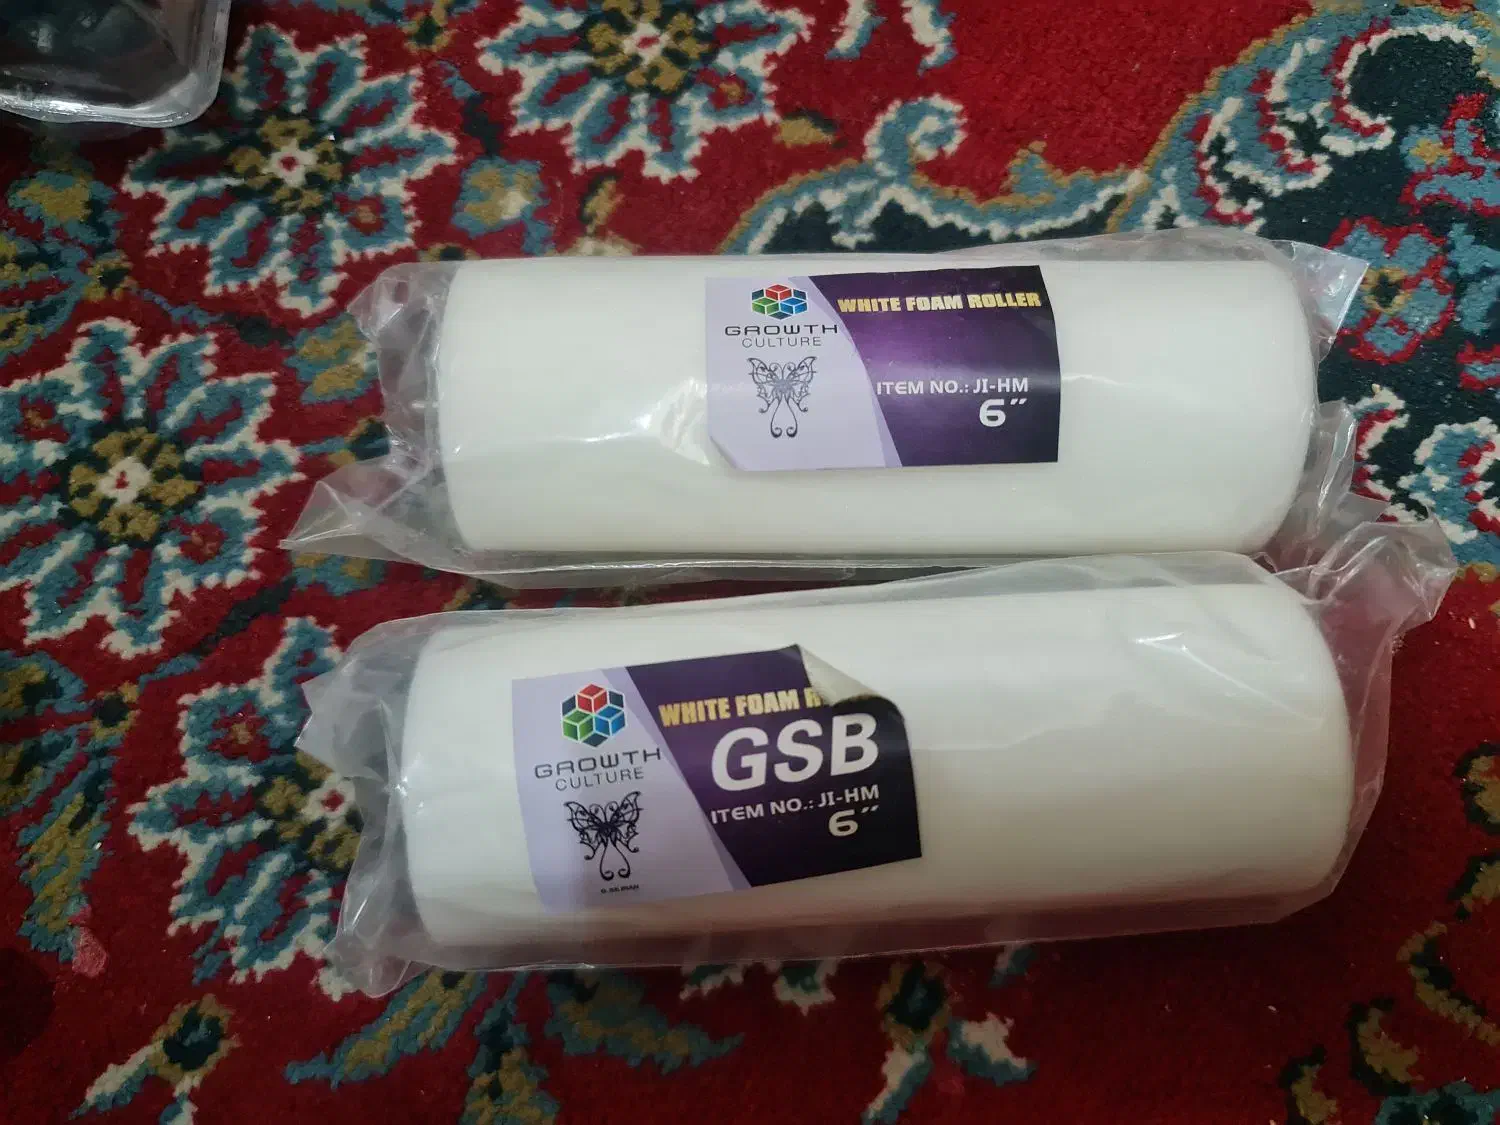 GROWTH
CULTURE
WHITE FOAM ROLLER
ITEM NO.: JI-HM
6"
GROWTH
CULTURE
WHITE FOAM
GSB
ITEM NO.: JI-HM
6"